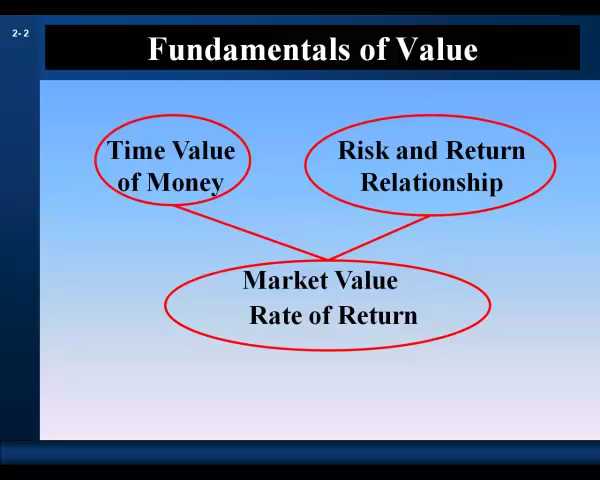 2- 2
Fundamentals of Value
Time Value
of Money
Risk and Return
Relationship
Market Value
Rate of Return